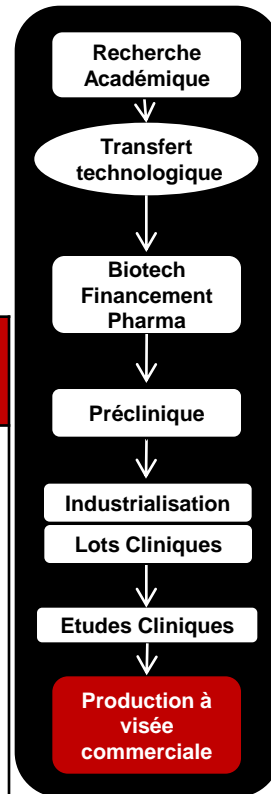 Recherche
Académique
Transfert
technologique
Biotech
Financement
Pharma
Préclinique
Industrialisation
Lots Cliniques
Etudes Cliniques
Production à
visée
commerciale